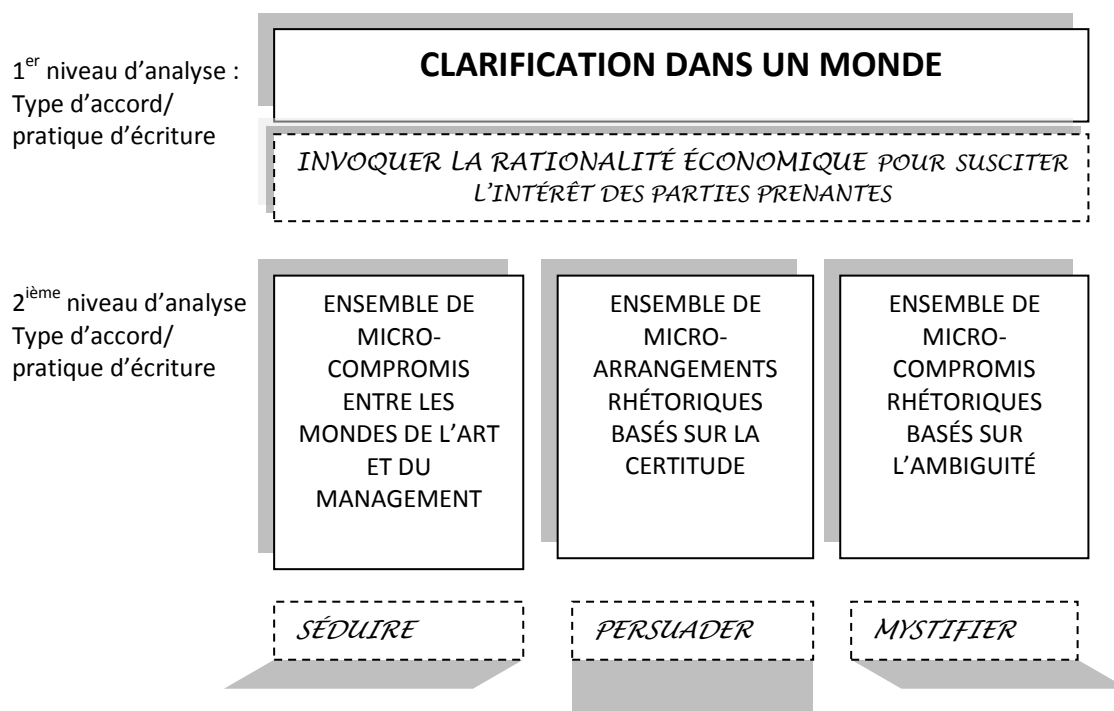 1er niveau d'analyse :
Type d'accord/
pratique d'écriture
CLARIFICATION DANS UN MONDE
INVOQUER LA RATIONALITÉ ÉCONOMIQUE POUR SUSCITER
L'INTÉRÊT DES PARTIES PRENANTES
2ième niveau d'analyse
Type d'accord/
pratique d'écriture
ENSEMBLE DE
MICRO-
COMPROMIS
ENTRE LES
MONDES DE L'ART
ET DU
MANAGEMENT
ENSEMBLE DE
MICRO-
ARRANGEMENTS
RHÉTORIQUES
BASÉS SUR LA
CERTITUDE
ENSEMBLE DE
MICRO-
COMPROMIS
RHÉTORIQUES
BASÉS SUR
L'AMBIGUITÉ
SÉDUIRE
PERSUADER
MYSTIFIER